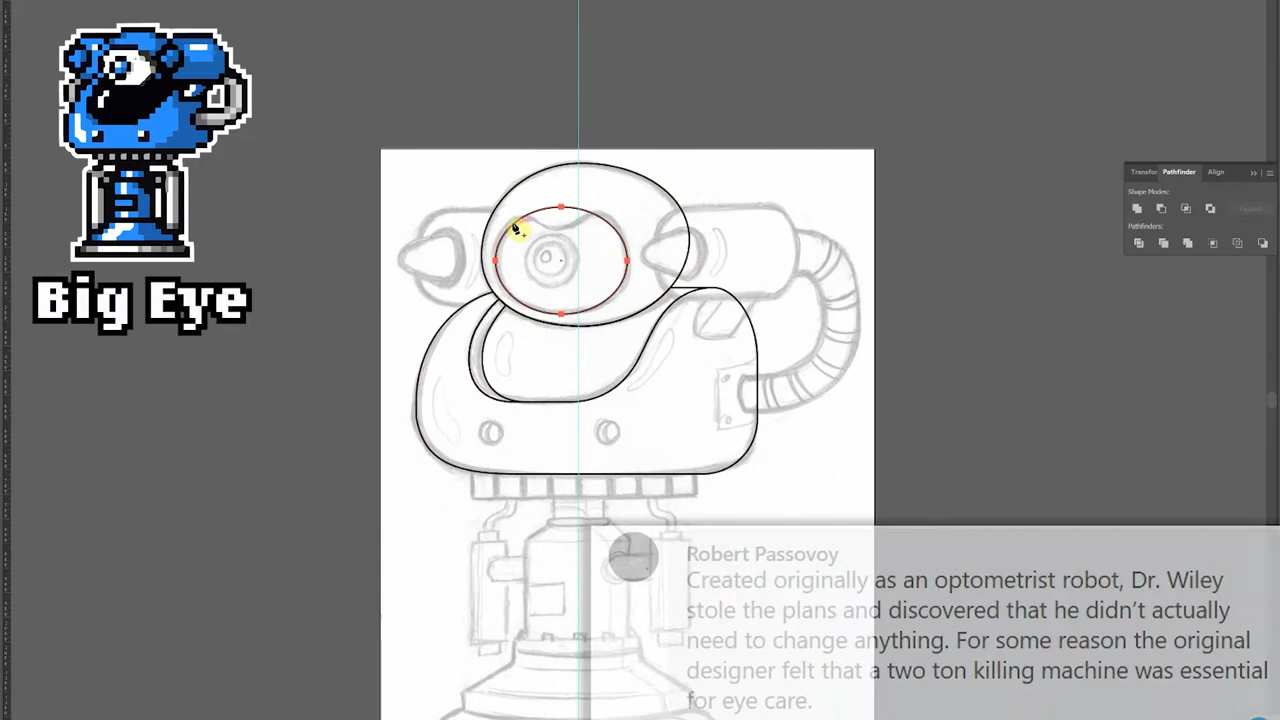 Big Eye
Transfor Pathfinder Align
Shape Modes:
Expand
Pathfinders:
Robert Passovoy
Created originally as an optometrist robot, Dr. Wiley
stole the plans and discovered that he didn't actually
need to change anything. For some reason the original
designer felt that a two ton killing machine was essential
for eye care.